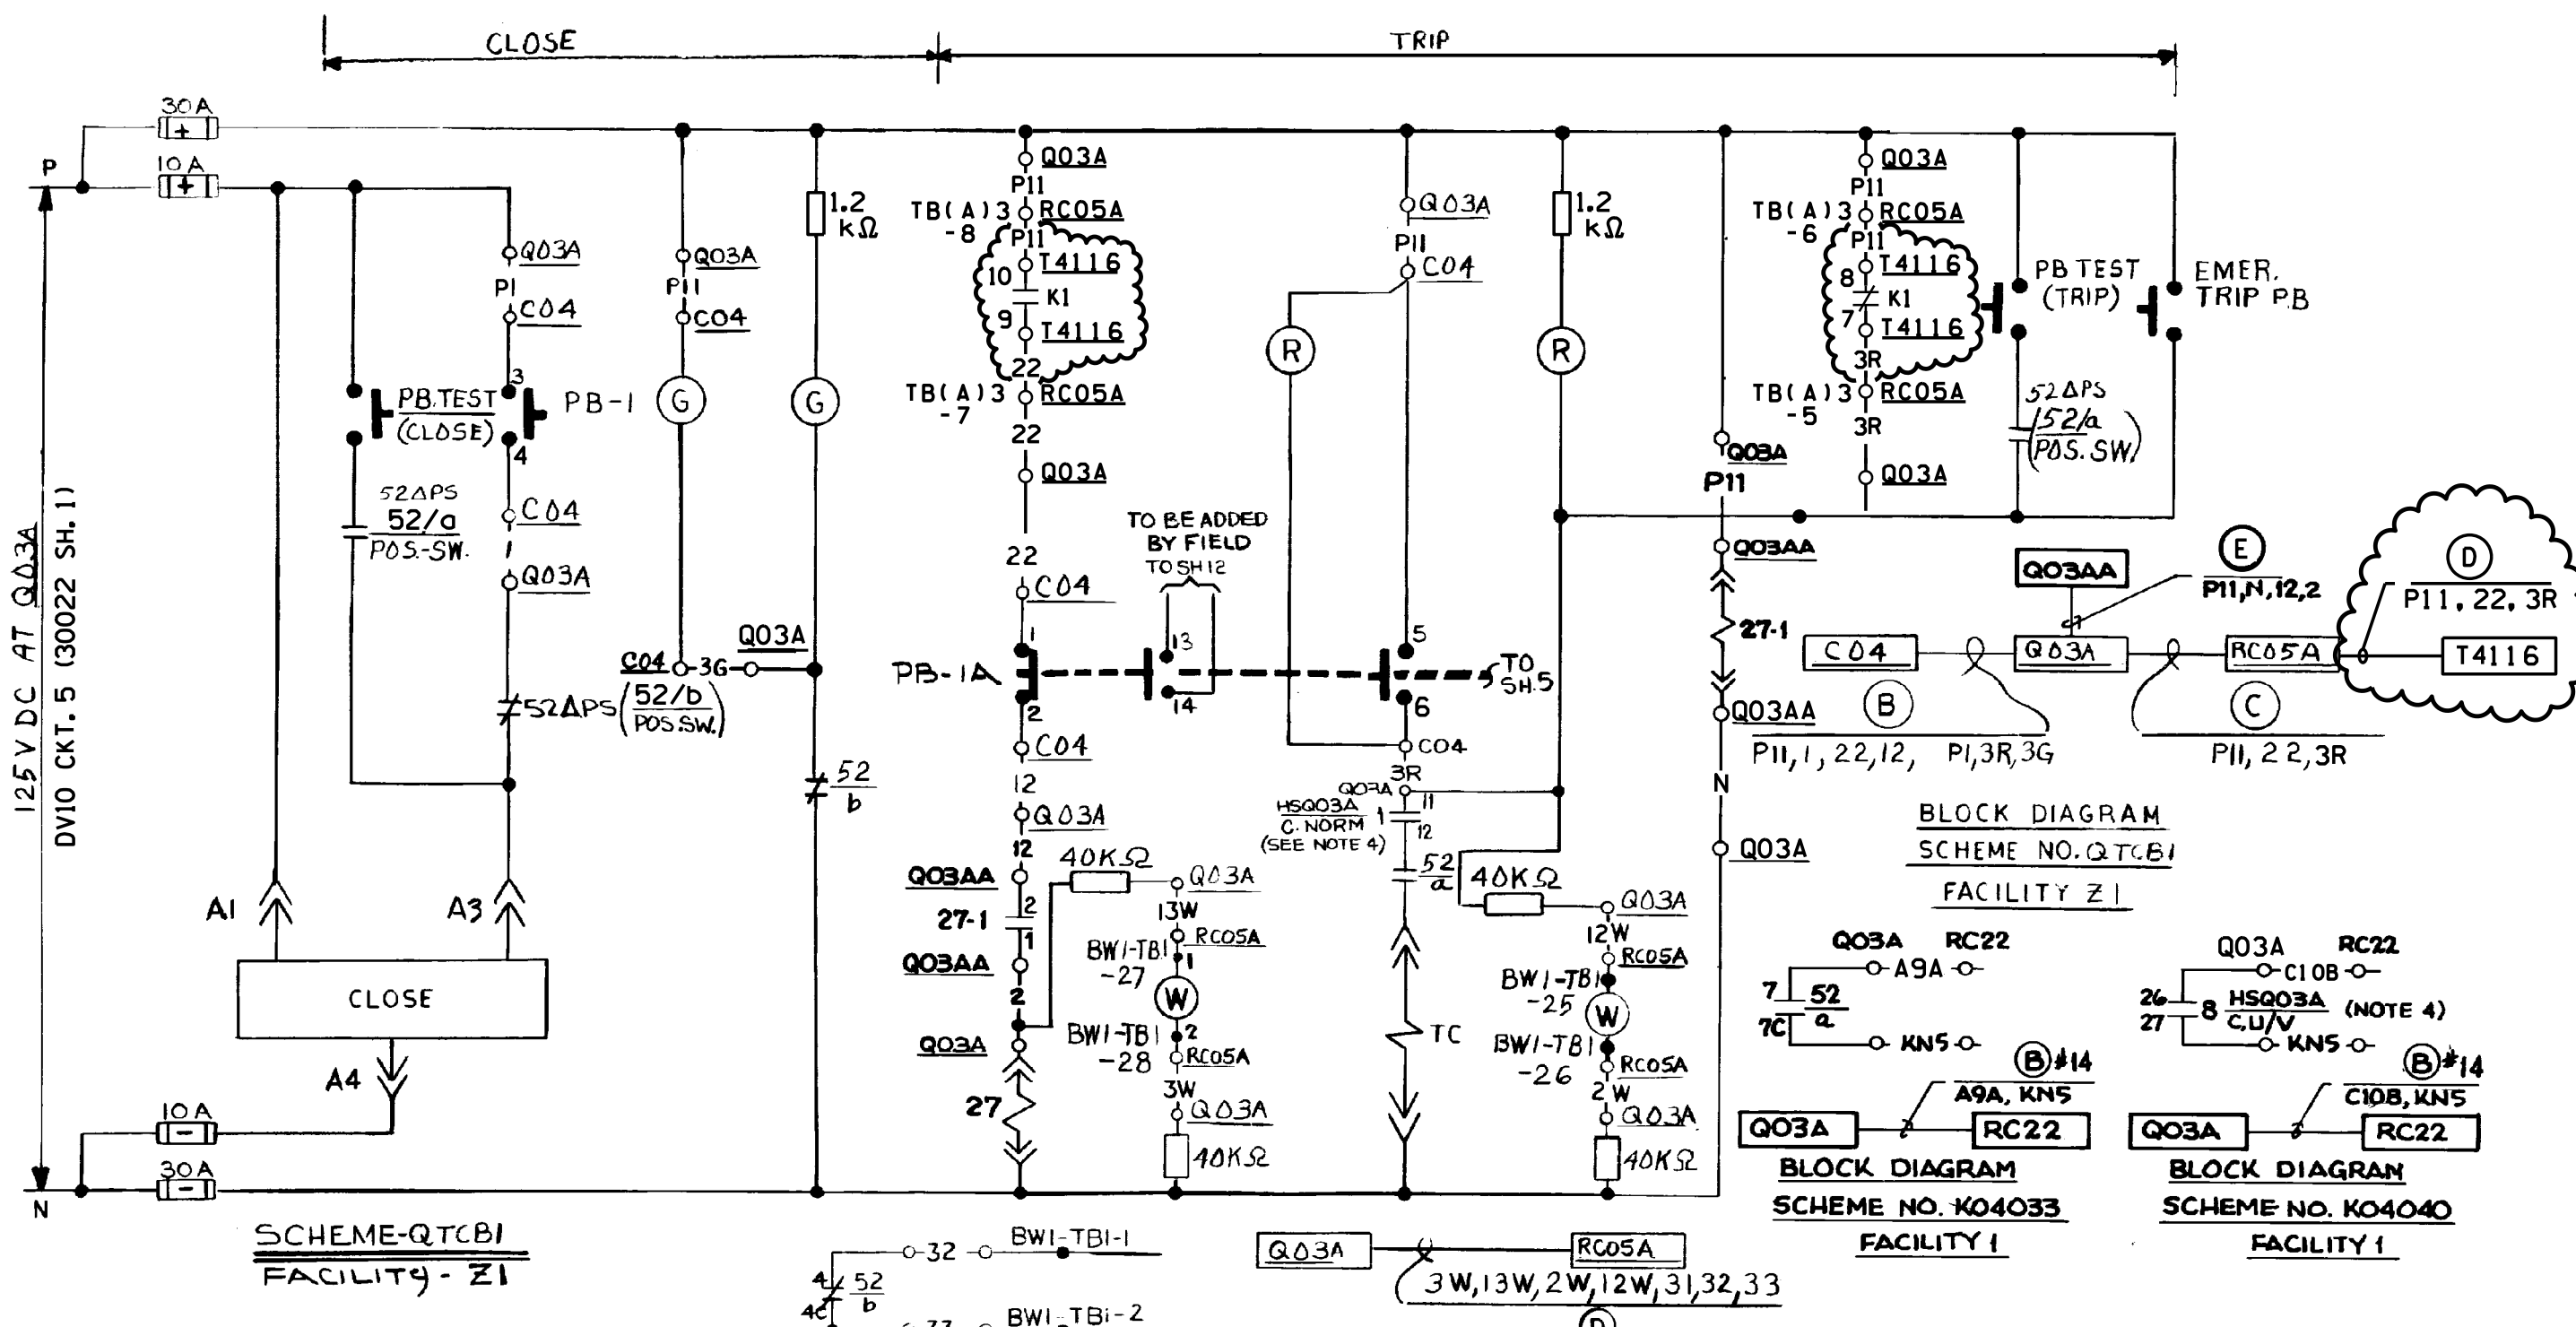 CLOSE
TRIP
30A
+
P
10A
+
125V DC AT Q03A
DV10 CKT. 5 (30022 SH. 1)
Q03A
P1
C04
3
PB.TEST
(CLOSE)
PB-1
4
52ΔPS
52/a
POS.-SW.
C04
Q03A
52ΔPS
(52/b
POS.SW.)
A1
A3
CLOSE
A4
10A
-
30A
-
N
SCHEME-QTCB1
FACILITY - Z1
Q03A
P11
C04
G
C04
3G
Q03A
1.2
kΩ
G
52
b
Q03A
P11
TB(A)3
-8
RC05A
P11
10
T4116
K1
9
T4116
22
TB(A)3
-7
RC05A
22
Q03A
22
C04
1
PB-1A
2
C04
12
Q03A
12
Q03AA
2
27-1
1
Q03AA
2
Q03A
27
TO BE ADDED
BY FIELD
TO SH12
13
14
40KΩ
Q03A
13W
RC05A
BW1-TB1
-27
1
W
BW1-TB1
-28
2
RC05A
3W
Q03A
40KΩ
Q03A
P11
C04
R
5
6
TO
SH.5
C04
3R
Q03A
HSQ03A
C. NORM
(SEE NOTE 4)
1
11
12
52
a
TC
1.2
kΩ
R
40KΩ
Q03A
12W
RC05A
BW1-TB1
-25
W
BW1-TB1
-26
RC05A
2W
Q03A
40KΩ
Q03A
P11
Q03AA
27-1
Q03AA
N
Q03A
Q03A
P11
TB(A)3
-6
RC05A
P11
8
T4116
K1
7
T4116
3R
TB(A)3
-5
RC05A
3R
Q03A
PB TEST
(TRIP)
52ΔPS
(52/a
POS.SW.)
EMER.
TRIP P.B
Q03AA
E
P11,N,12,2
D
P11, 22, 3R
C04
Q03A
RC05A
T4116
B
P11,1,22,12, P1,3R,3G
C
P11,22,3R
BLOCK DIAGRAM
SCHEME NO. QTCB1
FACILITY Z1
Q03A RC22
A9A
7
52
a
7C
KN5
B #14
A9A, KN5
Q03A
RC22
BLOCK DIAGRAM
SCHEME NO. K04033
FACILITY 1
Q03A RC22
C10B
26
27
8
HSQ03A
C,U/V
(NOTE 4)
KN5
B #14
C10B, KN5
Q03A
RC22
BLOCK DIAGRAM
SCHEME NO. K04040
FACILITY 1
32
BW1-TB1-1
4
52
b
4C
BW1-TB1-2
Q03A
RC05A
3W,13W,2W,12W,31,32,33